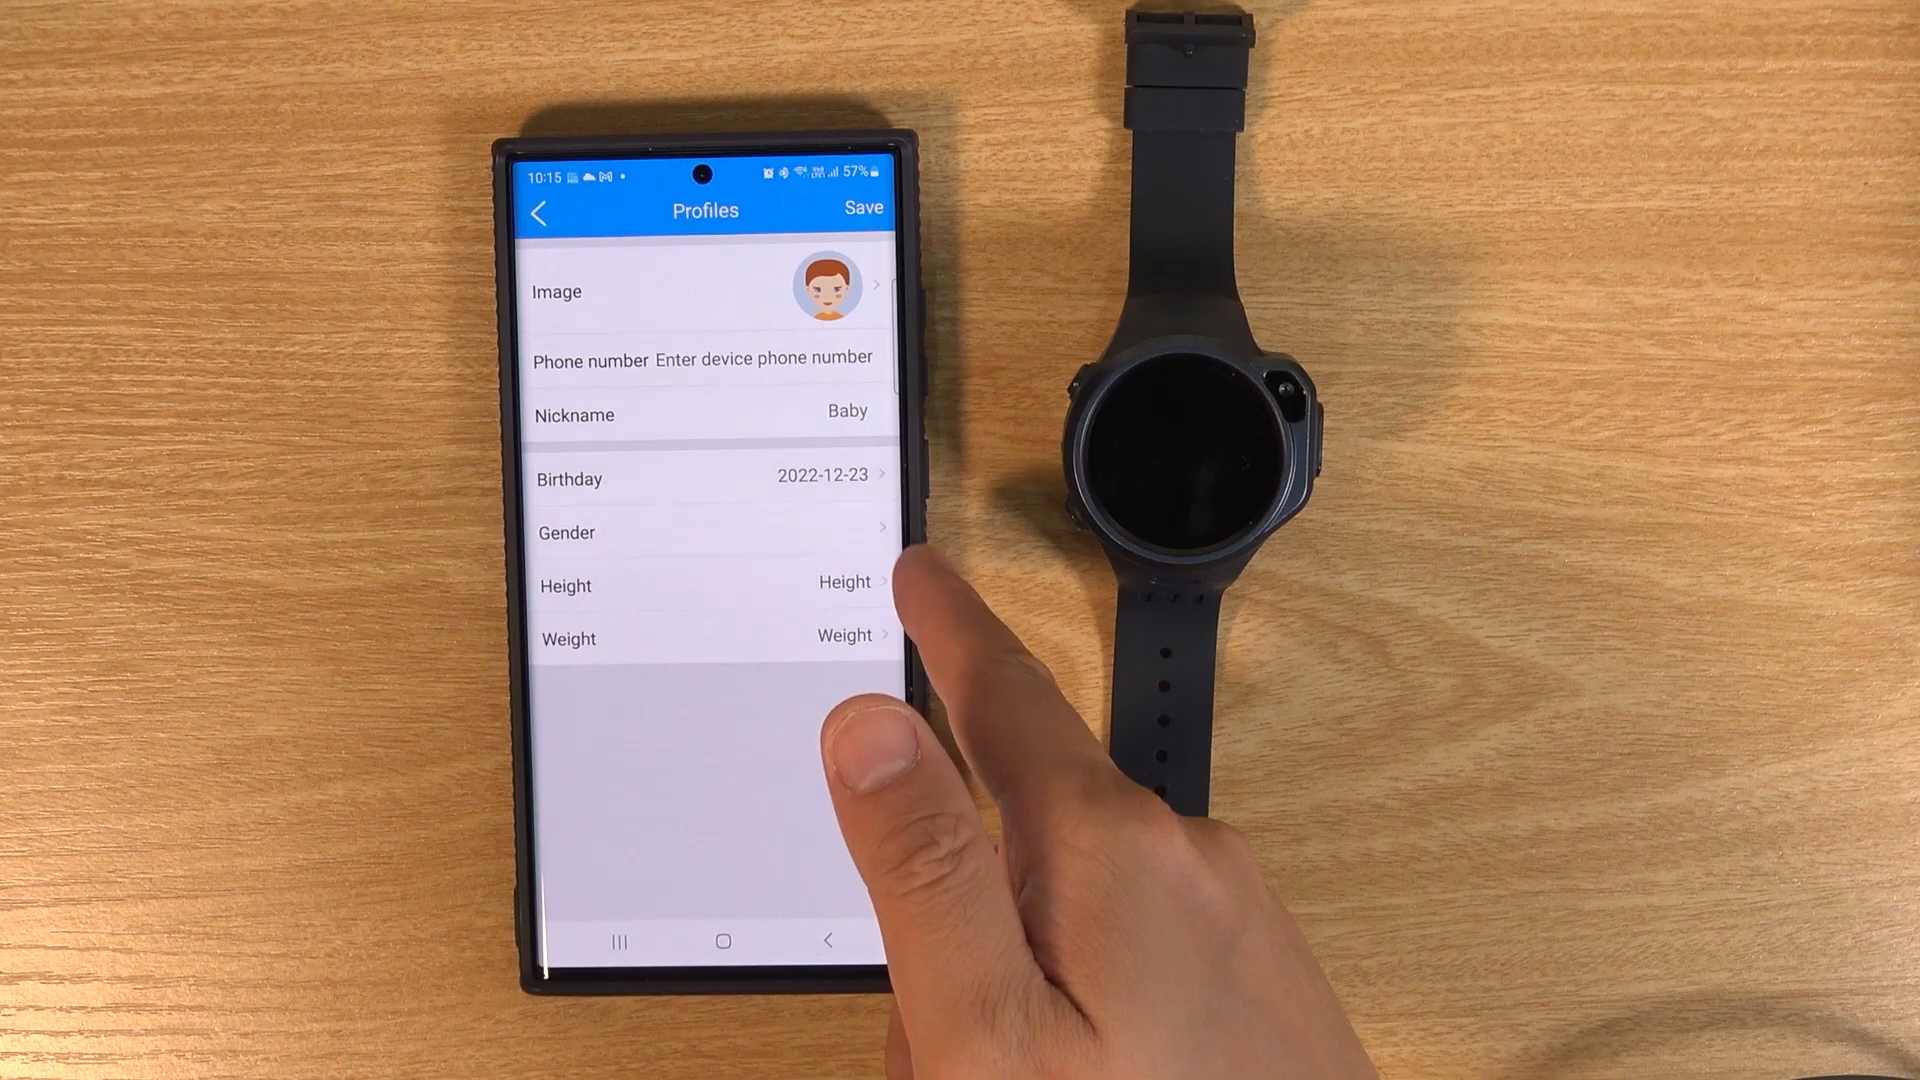 10:15 57%
Profiles Save
Image
Phone number Enter device phone number
Nickname Baby
Birthday 2022-12-23
Gender
Height Height
Weight Weight